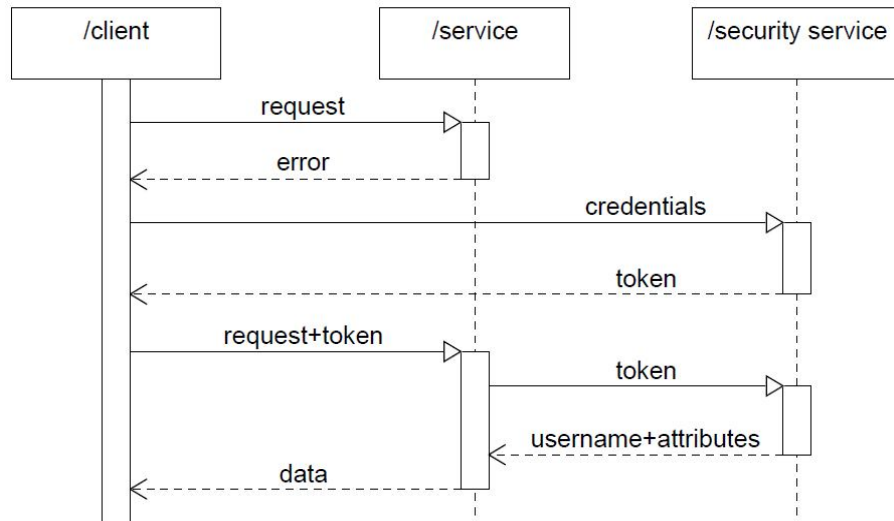 /client
/service
/security service
request
error
credentials
token
request+token
token
username+attributes
data